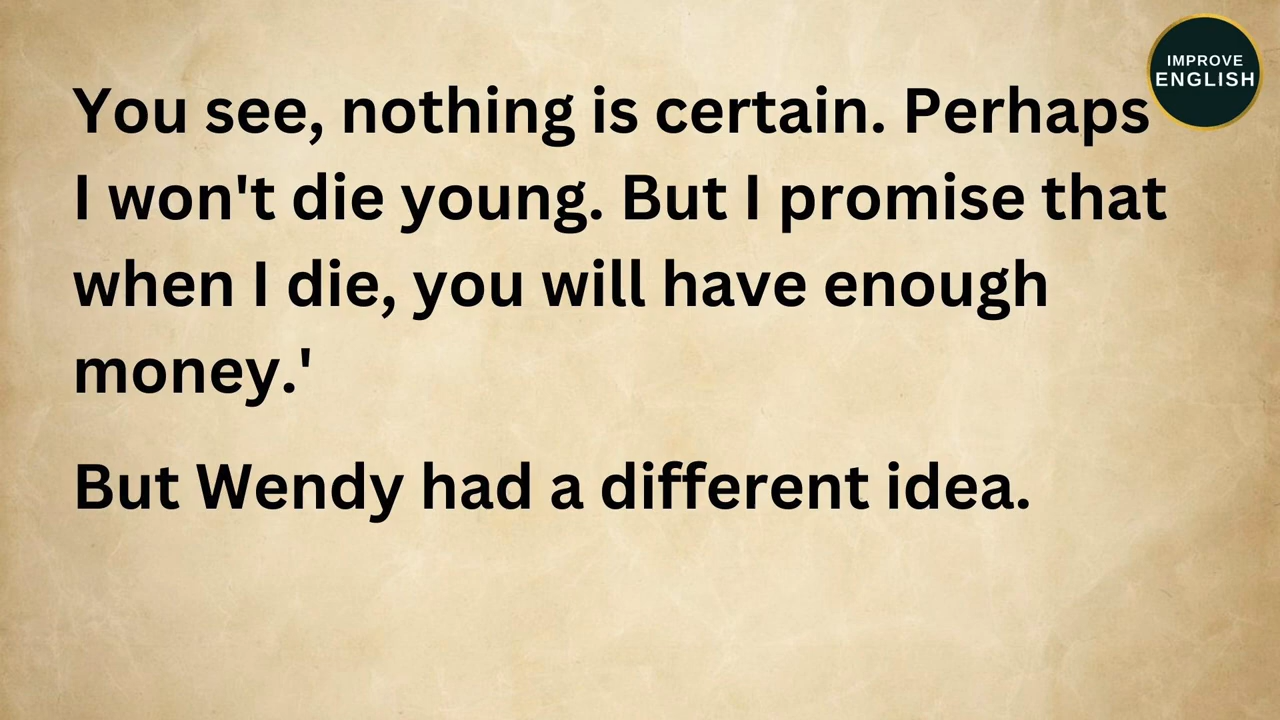 IMPROVE
ENGLISH
You see, nothing is certain. Perhaps
I won't die young. But I promise that
when I die, you will have enough
money.'
But Wendy had a different idea.